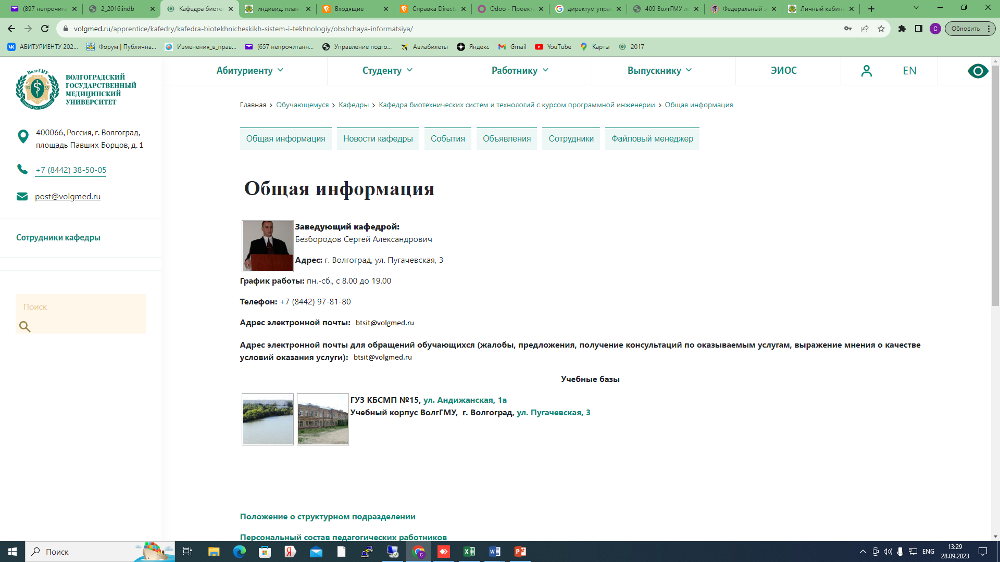 (897 непрочита
2_2016.indb
Кафедра биоте
индивид. план-
Входящие
Справка Directu
Odoo - Проекты
директум упра
409 ВолгГМУ ли
Федеральный з
Личный кабине
volgmed.ru/apprentice/kafedry/kafedra-biotekhnicheskikh-sistem-i-tekhnologiy/obshchaya-informatsiya/
С
Обновить
АБИТУРИЕНТУ 202...
Форум | Публична...
Изменения_в_прав...
(657 непрочитанн...
Управление подго...
Авиабилеты
Яндекс
Gmail
YouTube
Карты
2017
ВолгГМУ
1935
ВОЛГОГРАДСКИЙ
ГОСУДАРСТВЕННЫЙ
МЕДИЦИНСКИЙ
УНИВЕРСИТЕТ
Абитуриенту
Студенту
Работнику
Выпускнику
ЭИОС
EN
400066, Россия, г. Волгоград,
площадь Павших Борцов, д. 1
+7 (8442) 38-50-05
post@volgmed.ru
Сотрудники кафедры
Поиск
Главная > Обучающемуся > Кафедры > Кафедра биотехнических систем и технологий с курсом программной инженерии > Общая информация
Общая информация
Новости кафедры
События
Объявления
Сотрудники
Файловый менеджер
Общая информация
Заведующий кафедрой:
Безбородов Сергей Александрович
Адрес: г. Волгоград, ул. Пугачевская, 3
График работы: пн.-сб., с 8.00 до 19.00
Телефон: +7 (8442) 97-81-80
Адрес электронной почты: btsit@volgmed.ru
Адрес электронной почты для обращений обучающихся (жалобы, предложения, получение консультаций по оказываемым услугам, выражение мнения о качестве
условий оказания услуги): btsit@volgmed.ru
Учебные базы
ГУЗ КБСМП №15, ул. Андижанская, 1а
Учебный корпус ВолгГМУ, г. Волгоград, ул. Пугачевская, 3
Положение о структурном подразделении
Персональный состав педагогических работников
Поиск
ENG
13:29
28.09.2023